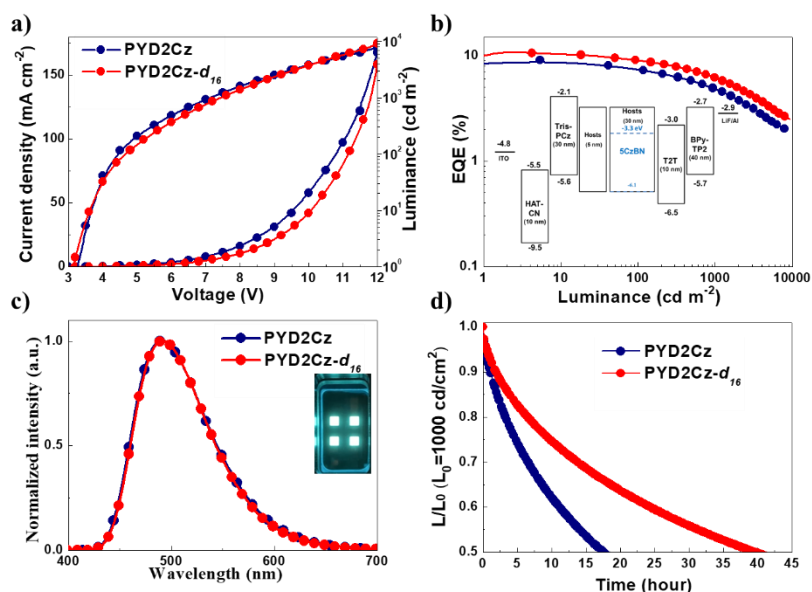 a)
PYD2Cz
PYD2Cz-d16
Current density (mA cm-2)
Luminance (cd m-2)
150
100
50
0
10^4
10^3
10^2
10^1
10^0
3 4 5 6 7 8 9 10 11 12
Voltage (V)
b)
PYD2Cz
PYD2Cz-d16
EQE (%)
10
1
0.1
-4.8
ITO
-5.5
HAT-
CN
(10 nm)
-9.5
-2.1
Tris-
PCz
(30 nm)
-5.6
Hosts
(5 nm)
Hosts
(30 nm)
-3.3 eV
5CzBN
-6.1
-3.0
T2T
(10 nm)
-6.5
-2.7
BPy-
TP2
(40 nm)
-5.7
-2.9
LiF/Al
1 10 100 1000 10000
Luminance (cd m-2)
c)
PYD2Cz
PYD2Cz-d16
Normalized intensity (a.u.)
1.0
0.5
0.0
400 500 600 700
Wavelength (nm)
d)
PYD2Cz
PYD2Cz-d16
L/L0 (L0=1000 cd/cm2)
1.0
0.9
0.8
0.7
0.6
0.5
0 5 10 15 20 25 30 35 40 45
Time (hour)